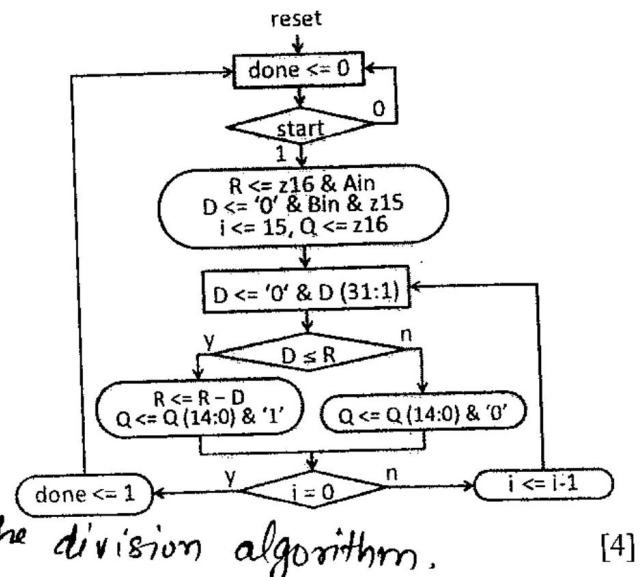 reset
done <= 0
0
start
1
R <= z16 & Ain
D <= '0' & Bin & z15
i <= 15, Q <= z16
D <= '0' & D (31:1)
y
n
D ≤ R
R <= R – D
Q <= Q (14:0) & '1'
Q <= Q (14:0) & '0'
y
n
done <= 1
i = 0
i <= i-1
the division algorithm.
[4]